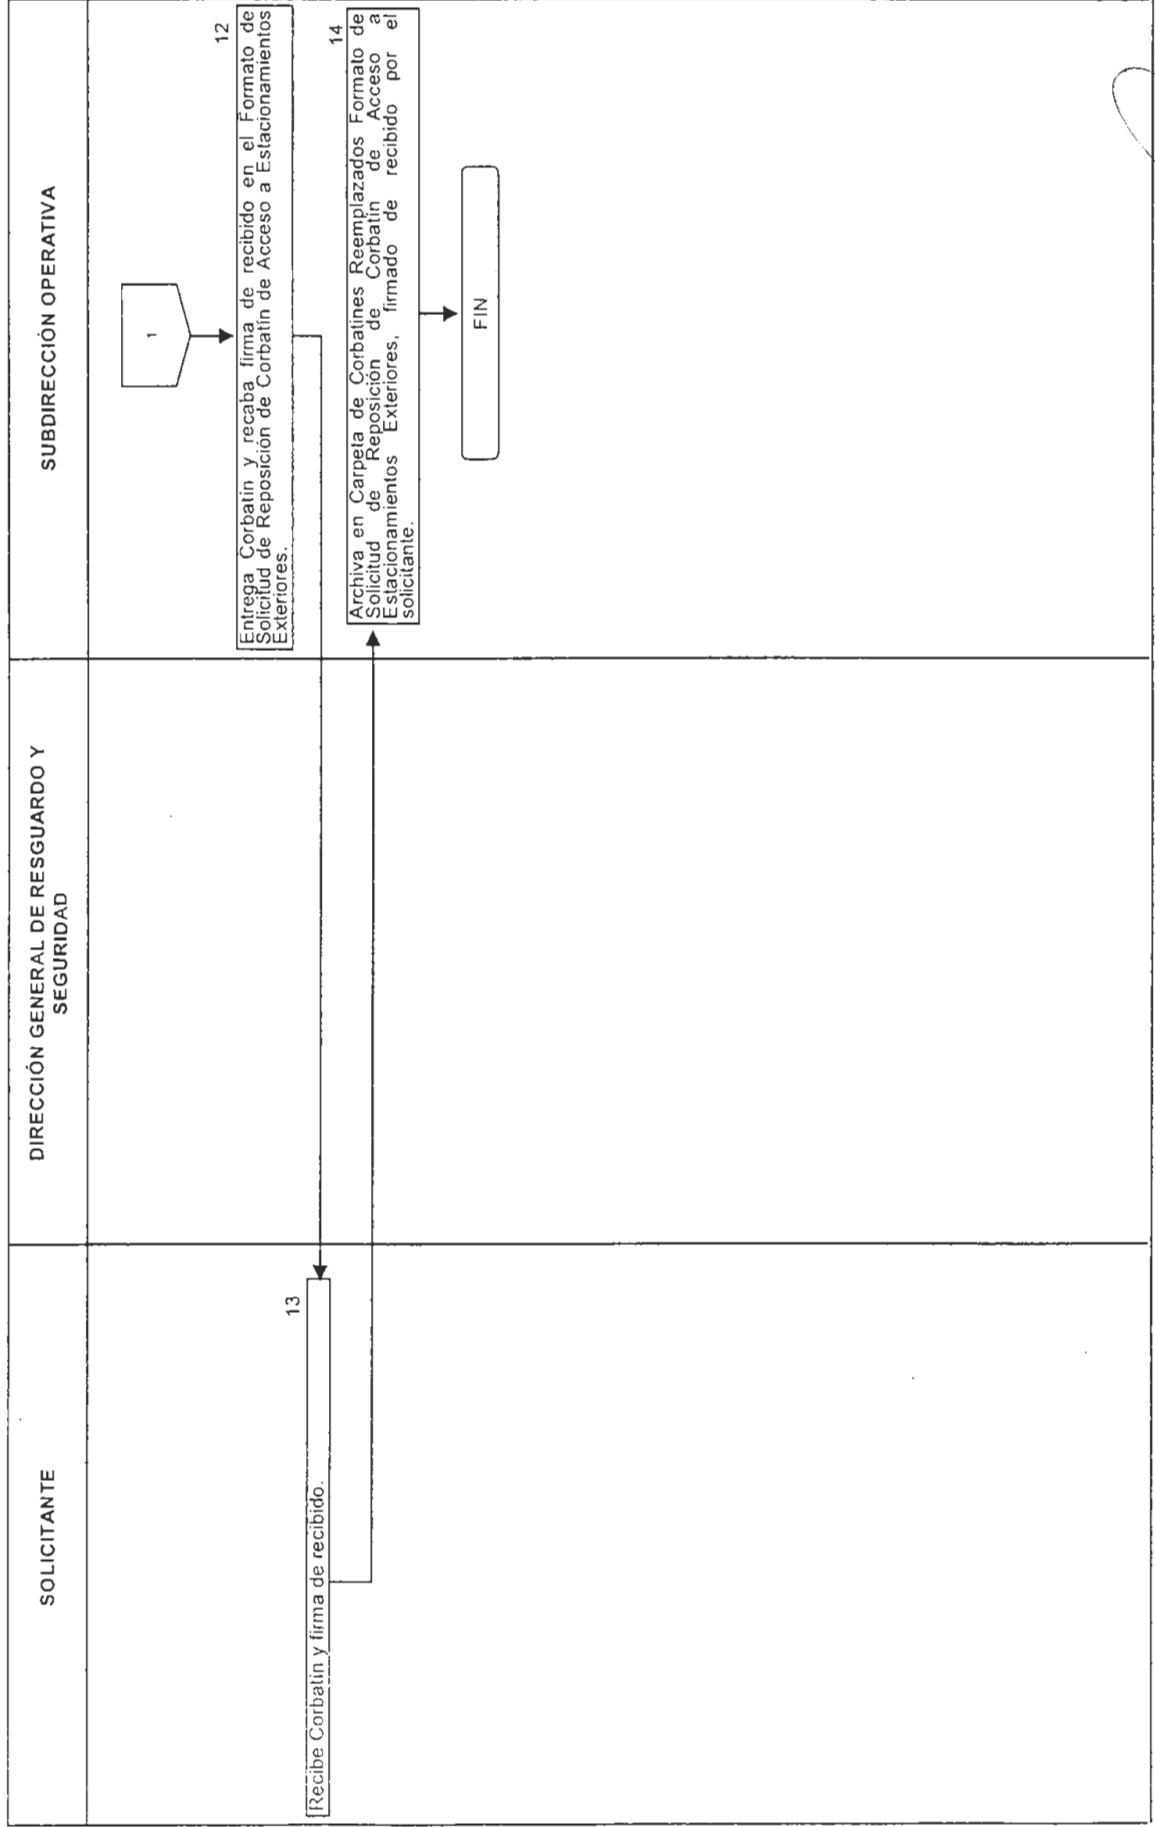 SOLICITANTE
DIRECCIÓN GENERAL DE RESGUARDO Y
SEGURIDAD
SUBDIRECCIÓN OPERATIVA
1
12
Entrega Corbatín y recaba firma de recibido en el Formato de
Solicitud de Reposición de Corbatín de Acceso a Estacionamientos
Exteriores.
13
Recibe Corbatín y firma de recibido.
14
Archiva en Carpeta de Corbatines Reemplazados Formato de
Solicitud de Reposición de Corbatín de Acceso a
Estacionamientos Exteriores, firmado de recibido por el
solicitante.
FIN